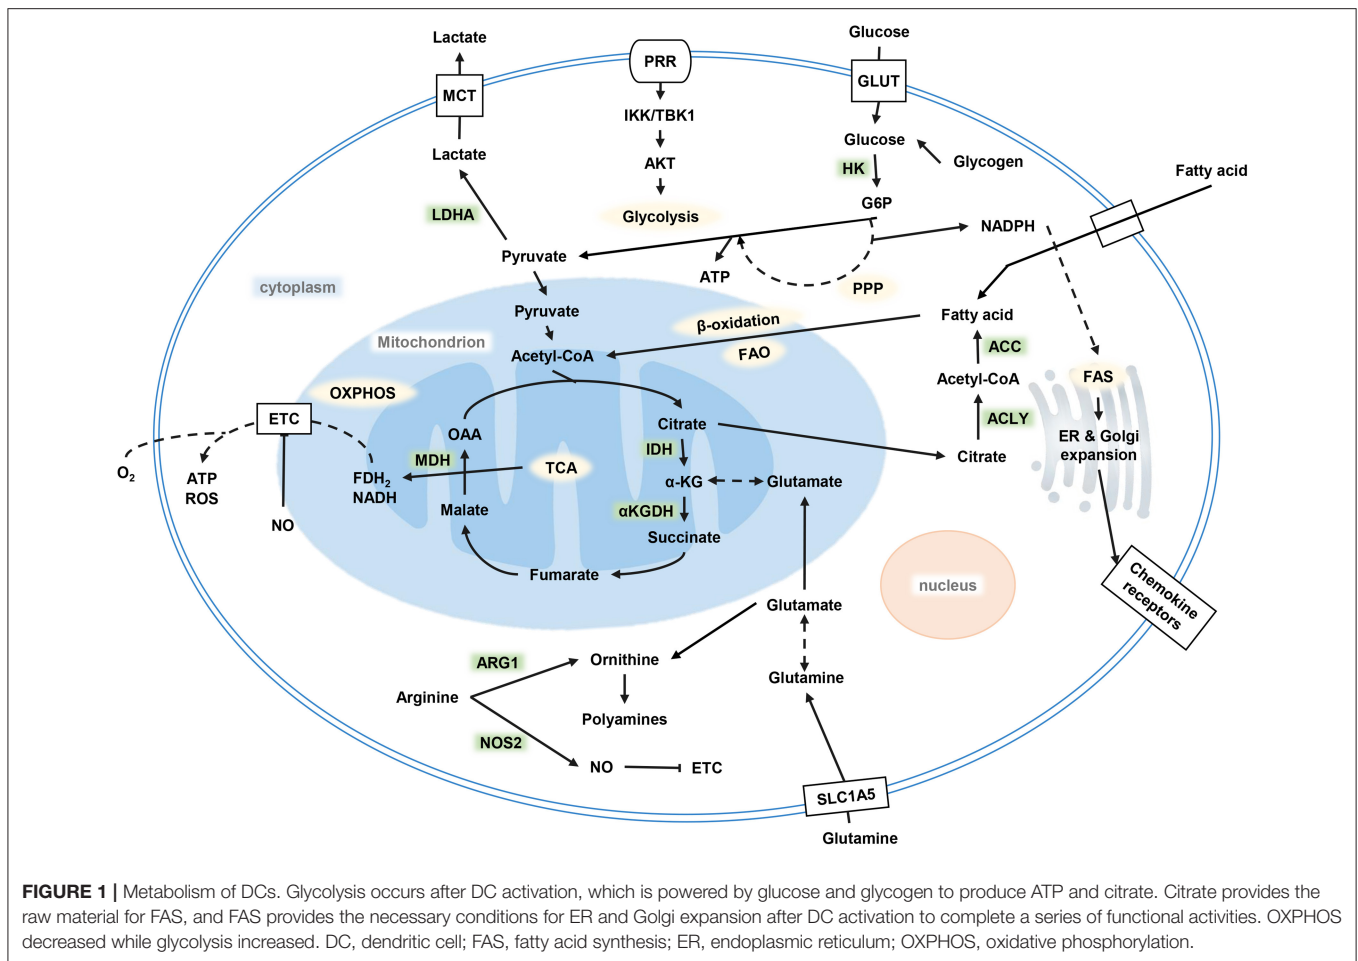 Lactate
Glucose
PRR
GLUT
MCT
IKK/TBK1
Glucose
Lactate
AKT
HK
Glycogen
Fatty acid
G6P
LDHA
Glycolysis
NADPH
Pyruvate
ATP
PPP
cytoplasm
Pyruvate
β-oxidation
Fatty acid
Mitochondrion
Acetyl-CoA
FAO
ACC
Acetyl-CoA
FAS
OXPHOS
ETC
Citrate
ACLY
OAA
IDH
ER & Golgi
expansion
MDH
TCA
Citrate
O₂
ATP
ROS
FDH₂
NADH
α-KG
Glutamate
Malate
αKGDH
NO
Succinate
Fumarate
nucleus
Chemokine
receptors
Glutamate
ARG1
Ornithine
Glutamine
Arginine
Polyamines
NOS2
NO
ETC
SLC1A5
Glutamine
FIGURE 1 | Metabolism of DCs. Glycolysis occurs after DC activation, which is powered by glucose and glycogen to produce ATP and citrate. Citrate provides the
raw material for FAS, and FAS provides the necessary conditions for ER and Golgi expansion after DC activation to complete a series of functional activities. OXPHOS
decreased while glycolysis increased. DC, dendritic cell; FAS, fatty acid synthesis; ER, endoplasmic reticulum; OXPHOS, oxidative phosphorylation.